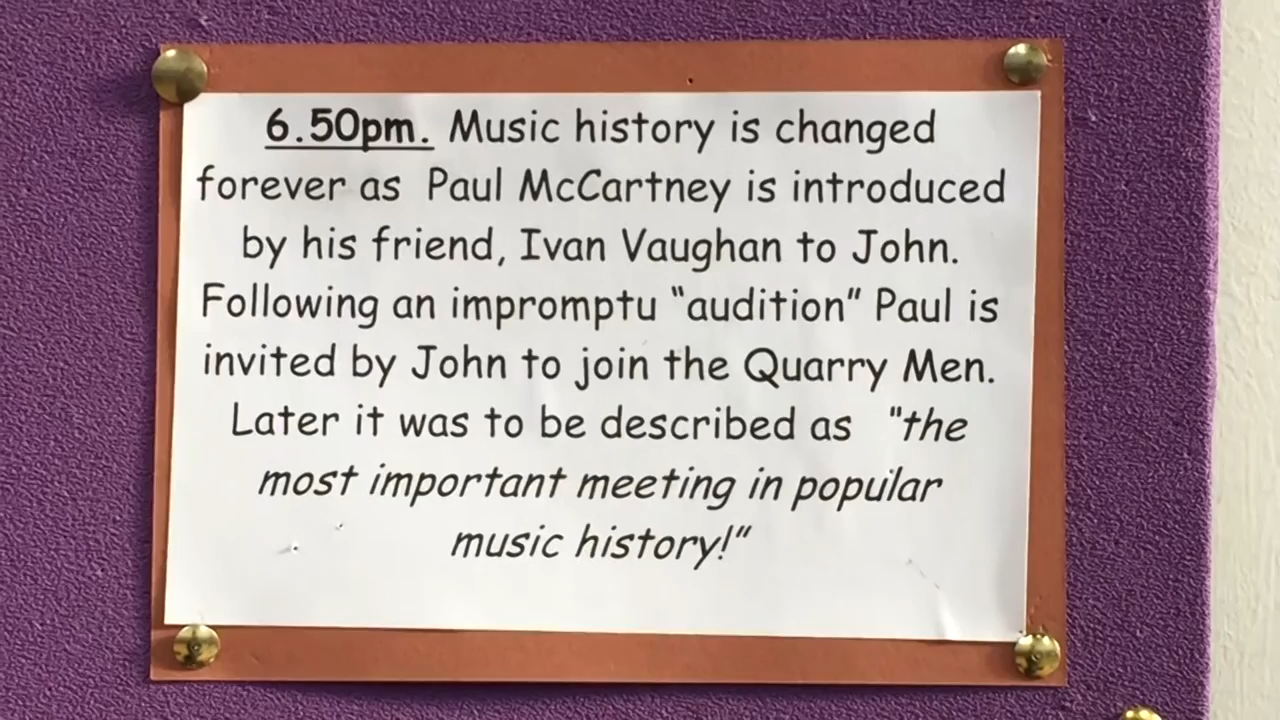 6.50pm. Music history is changed
forever as Paul McCartney is introduced
by his friend, Ivan Vaughan to John.
Following an impromptu "audition" Paul is
invited by John to join the Quarry Men.
Later it was to be described as "the
most important meeting in popular
music history!"